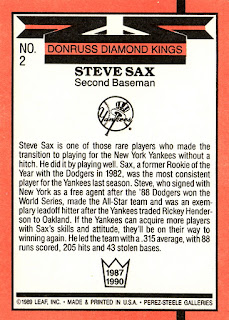 DONRUSS DIAMOND KINGS
NO.
2
STEVE SAX
Second Baseman
Steve Sax is one of those rare players who made the
transition to playing for the New York Yankees without a
hitch. He did it by playing well. Sax, a former Rookie of the
Year with the Dodgers in 1982, was the most consistent
player for the Yankees last season. Steve, who signed with
New York as a free agent after the '88 Dodgers won the
World Series, made the All-Star team and was an exem-
plary leadoff hitter after the Yankees traded Rickey Hender-
son to Oakland. If the Yankees can acquire more players
with Sax's skills and attitude, they'll be on their way to
winning again. He led the team with a .315 average, with 88
runs scored, 205 hits and 43 stolen bases.
1987
1990
©1989 LEAF, INC. • MADE & PRINTED IN U.S.A. • PEREZ-STEELE GALLERIES